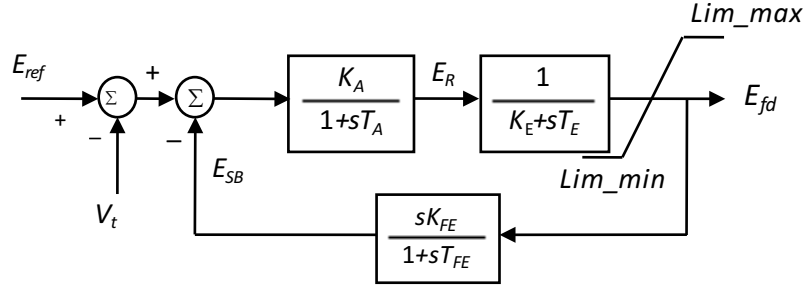 Lim_max
E_ref
+
−
Σ
V_t
+
−
Σ
E_SB
K_A
1+sT_A
E_R
1
K_E+sT_E
Lim_min
E_fd
sK_FE
1+sT_FE